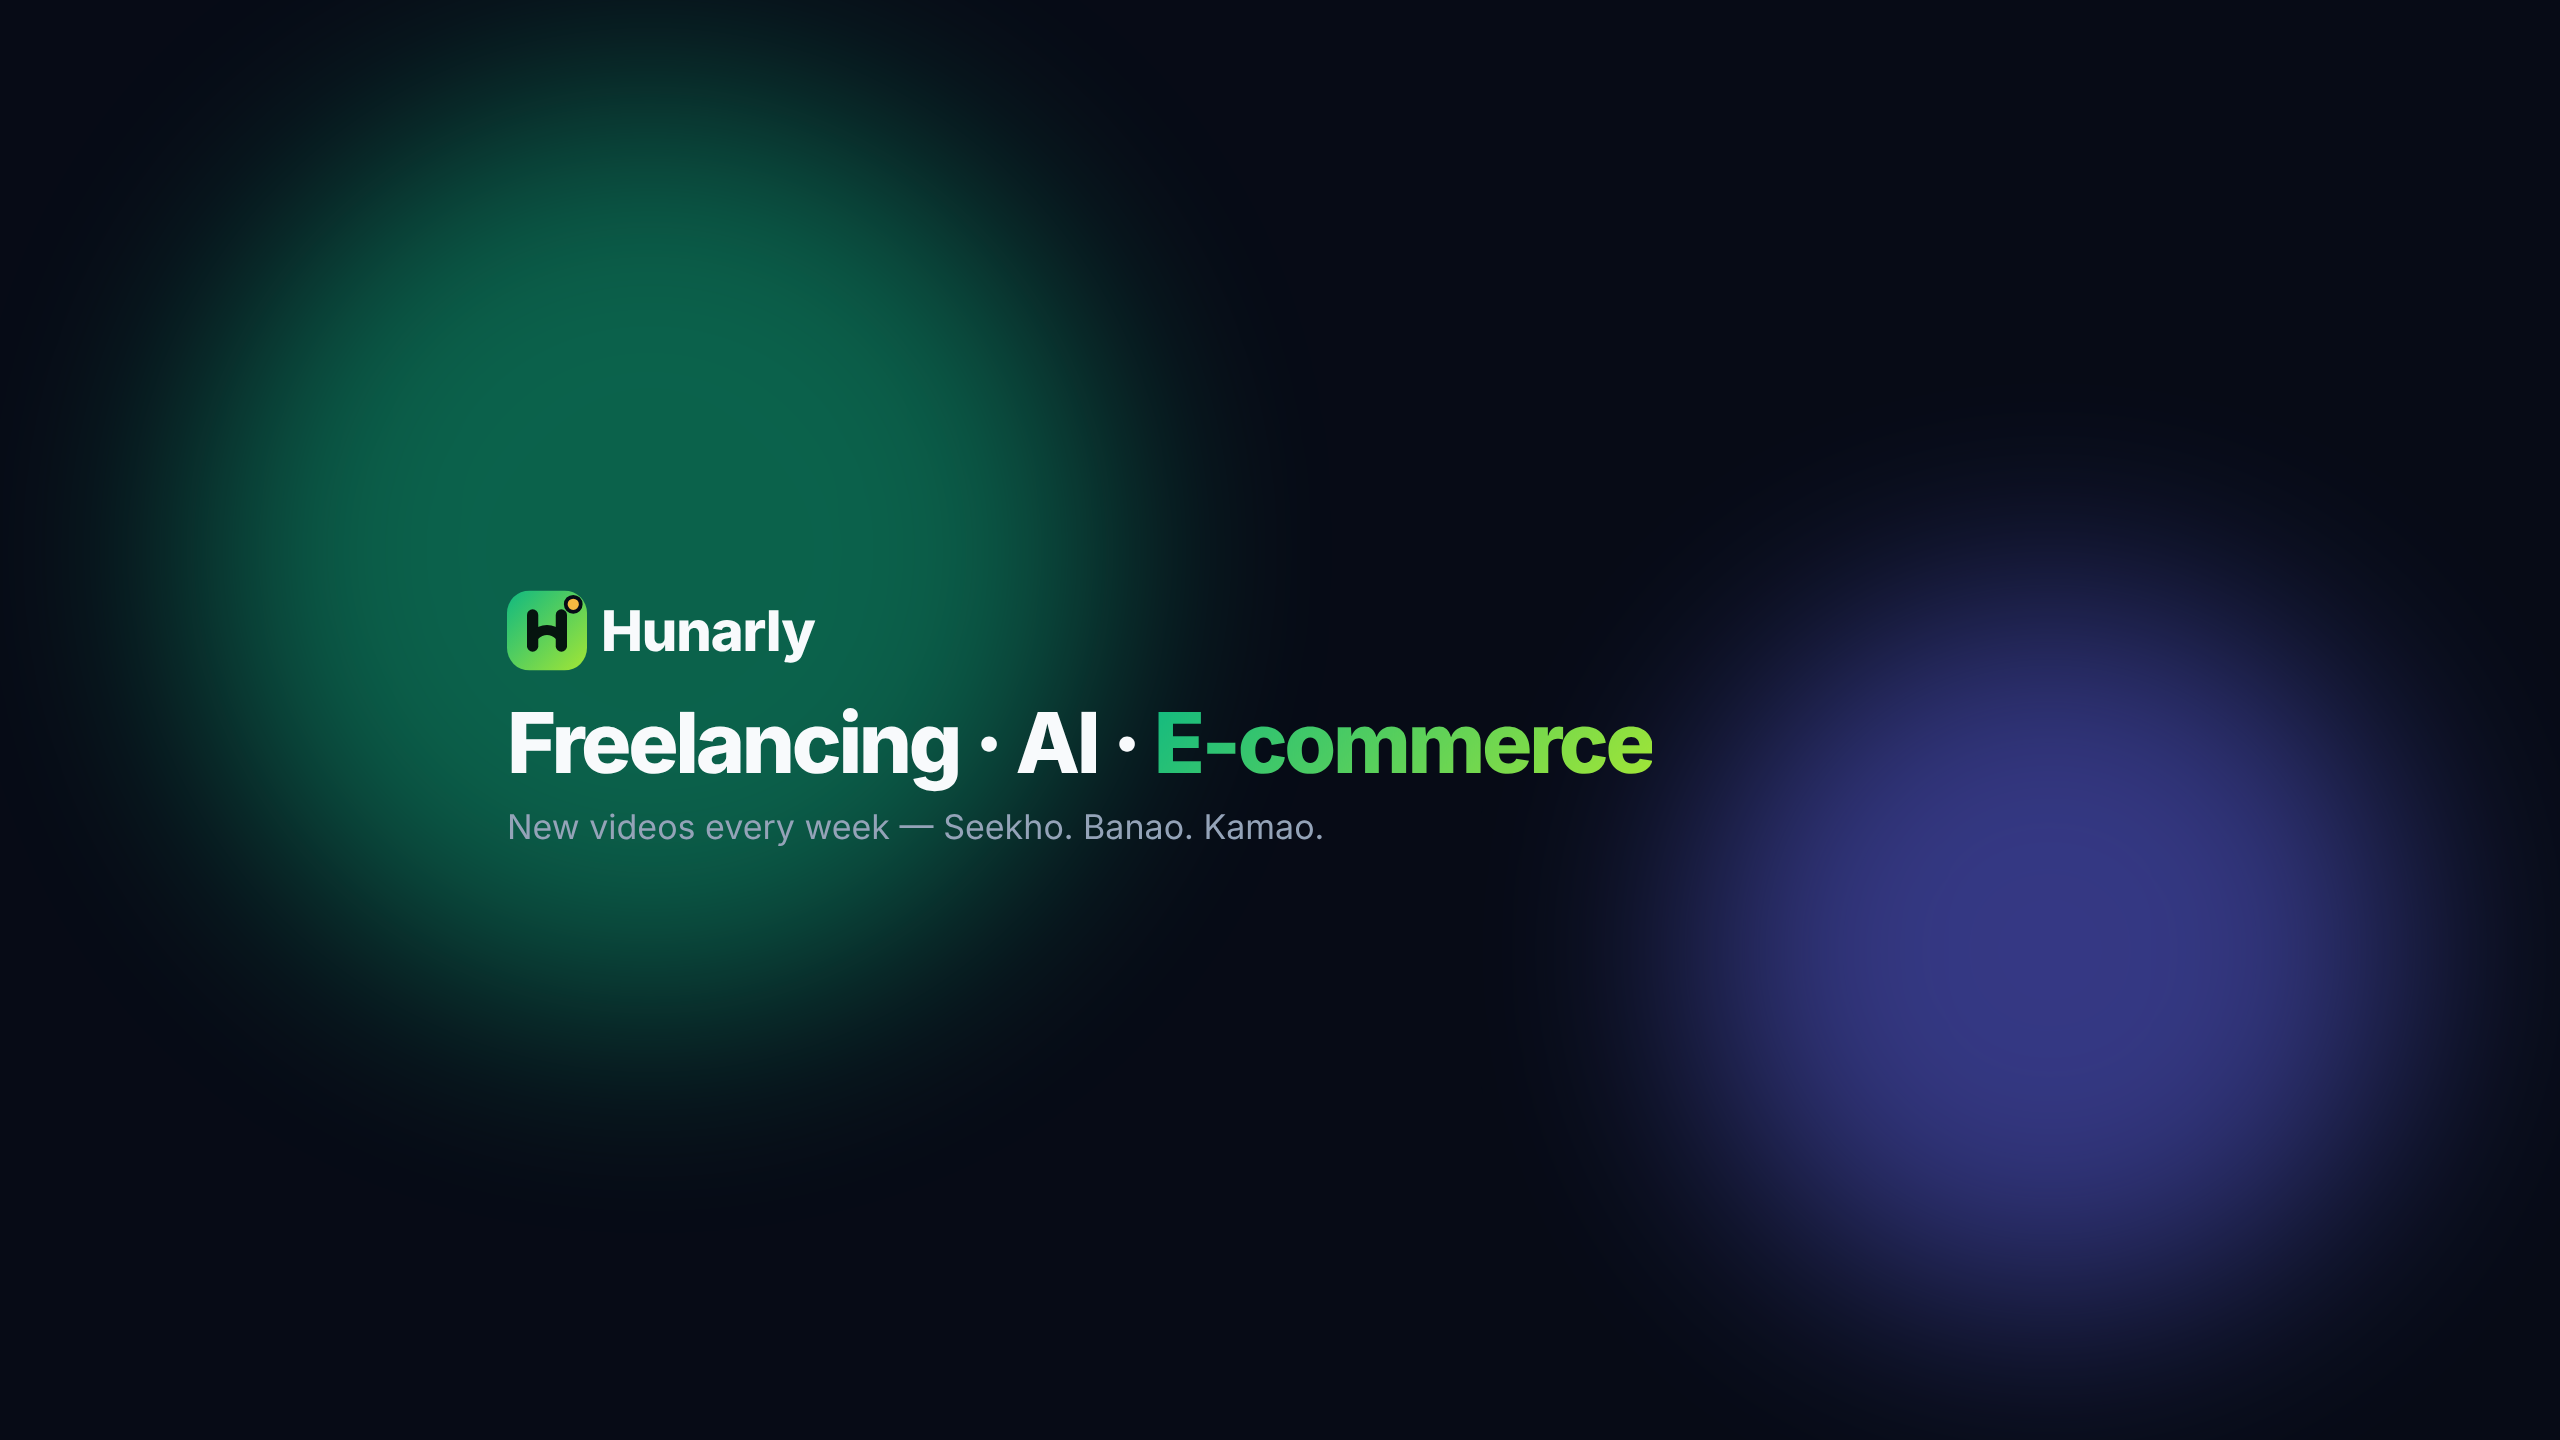 Hunarly
Freelancing · AI · E-commerce
New videos every week — Seekho. Banao. Kamao.